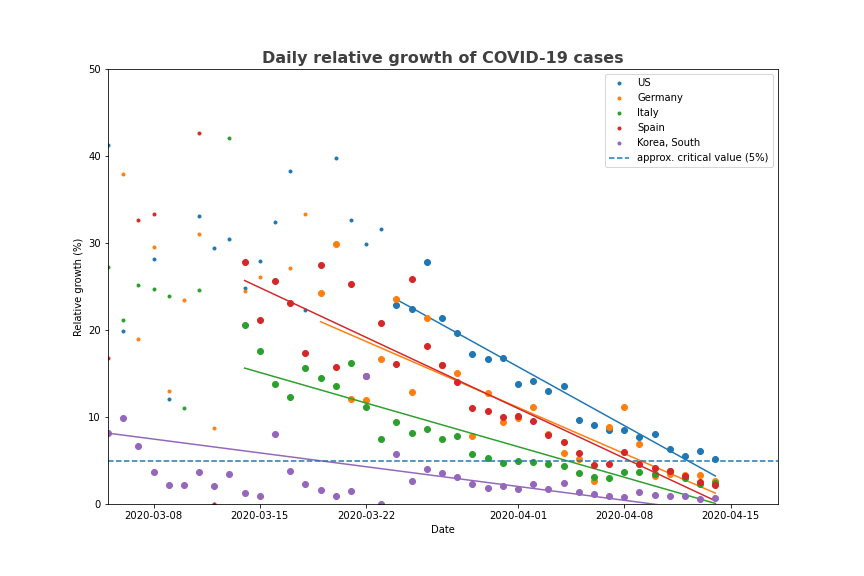 Daily relative growth of COVID-19 cases
50
40
30
20
10
0
Relative growth (%)
US
Germany
Italy
Spain
Korea, South
approx. critical value (5%)
2020-03-08
2020-03-15
2020-03-22
2020-04-01
2020-04-08
2020-04-15
Date